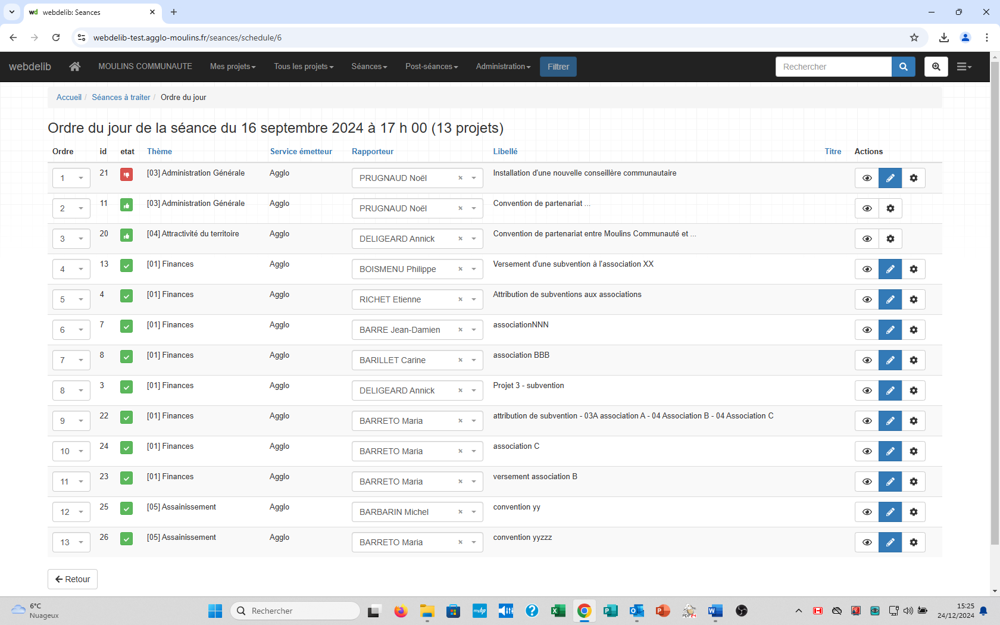 webdelib: Seances
webdelib-test.agglo-moulins.fr/seances/schedule/6
webdelib MOULINS COMMUNAUTE Mes projets Tous les projets Séances Post-séances Administration Filtrer Rechercher
Accueil / Séances à traiter / Ordre du jour
Ordre du jour de la séance du 16 septembre 2024 à 17 h 00 (13 projets)
Ordre id etat Thème Service émetteur Rapporteur Libellé Titre Actions
1 21 [03] Administration Générale Agglo PRUGNAUD Noël × Installation d'une nouvelle conseillère communautaire
2 11 [03] Administration Générale Agglo PRUGNAUD Noël × Convention de partenariat ...
3 20 [04] Attractivité du territoire Agglo DELIGEARD Annick × Convention de partenariat entre Moulins Communauté et ...
4 13 [01] Finances Agglo BOISMENU Philippe × Versement d'une subvention à l'association XX
5 4 [01] Finances Agglo RICHET Etienne × Attribution de subventions aux associations
6 7 [01] Finances Agglo BARRE Jean-Damien × associationNNN
7 8 [01] Finances Agglo BARILLET Carine × association BBB
8 3 [01] Finances Agglo DELIGEARD Annick × Projet 3 - subvention
9 22 [01] Finances Agglo BARRETO Maria × attribution de subvention - 03A association A - 04 Association B - 04 Association C
10 24 [01] Finances Agglo BARRETO Maria × association C
11 23 [01] Finances Agglo BARRETO Maria × versement association B
12 25 [05] Assainissement Agglo BARBARIN Michel × convention yy
13 26 [05] Assainissement Agglo BARRETO Maria × convention yyzzz
Retour
6°C
Nuageux
Rechercher
15:25
24/12/2024